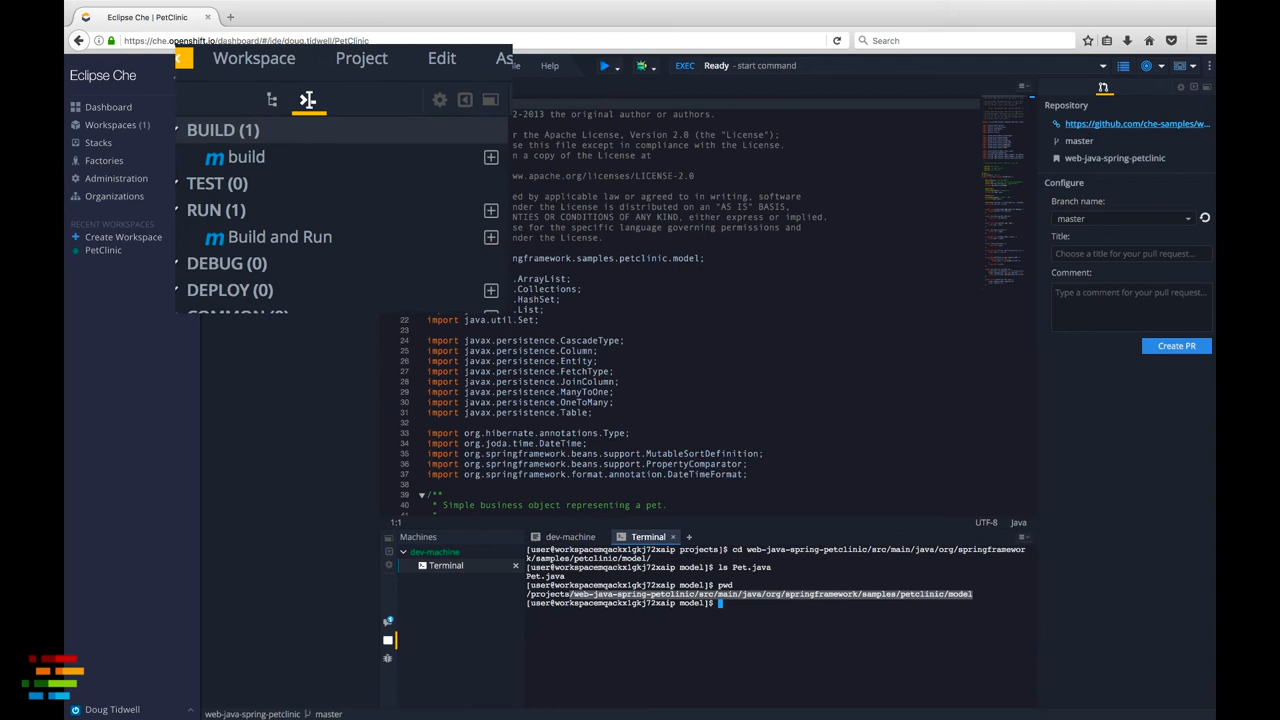 Eclipse Che | PetClinic
https://che.openshift.io/dashboard/#/ide/doug.tidwell/PetClinic
Search
Eclipse Che
Dashboard
Workspaces (1)
Stacks
Factories
Administration
Organizations
RECENT WORKSPACES
Create Workspace
PetClinic
Doug Tidwell
Workspace Project Edit As
BUILD (1)
m build
TEST (0)
RUN (1)
m Build and Run
DEBUG (0)
DEPLOY (0)
Help
EXEC Ready - start command
2-2013 the original author or authors.
r the Apache License, Version 2.0 (the "License");
se this file except in compliance with the License.
n a copy of the License at
ww.apache.org/licenses/LICENSE-2.0
d by applicable law or agreed to in writing, software
under the License is distributed on an "AS IS" BASIS,
NTIES OR CONDITIONS OF ANY KIND, either express or implied.
e for the specific language governing permissions and
nder the License.
ngframework.samples.petclinic.model;
.ArrayList;
.Collections;
.HashSet;
.List;
22 import java.util.Set;
23
24 import javax.persistence.CascadeType;
25 import javax.persistence.Column;
26 import javax.persistence.Entity;
27 import javax.persistence.FetchType;
28 import javax.persistence.JoinColumn;
29 import javax.persistence.ManyToOne;
30 import javax.persistence.OneToMany;
31 import javax.persistence.Table;
32
33 import org.hibernate.annotations.Type;
34 import org.joda.time.DateTime;
35 import org.springframework.beans.support.MutableSortDefinition;
36 import org.springframework.beans.support.PropertyComparator;
37 import org.springframework.format.annotation.DateTimeFormat;
38
39 /**
40 * Simple business object representing a pet.
1:1 UTF-8 Java
Repository
https://github.com/che-samples/w...
master
web-java-spring-petclinic
Configure
Branch name:
master
Title:
Choose a title for your pull request...
Comment:
Type a comment for your pull request...
Create PR
Machines
dev-machine
Terminal
dev-machine Terminal × +
[user@workspacemqackxlgkj72xaip projects]$ cd web-java-spring-petclinic/src/main/java/org/springframewor
k/samples/petclinic/model/
[user@workspacemqackxlgkj72xaip model]$ ls Pet.java
Pet.java
[user@workspacemqackxlgkj72xaip model]$ pwd
/projects/web-java-spring-petclinic/src/main/java/org/springframework/samples/petclinic/model
[user@workspacemqackxlgkj72xaip model]$
web-java-spring-petclinic master